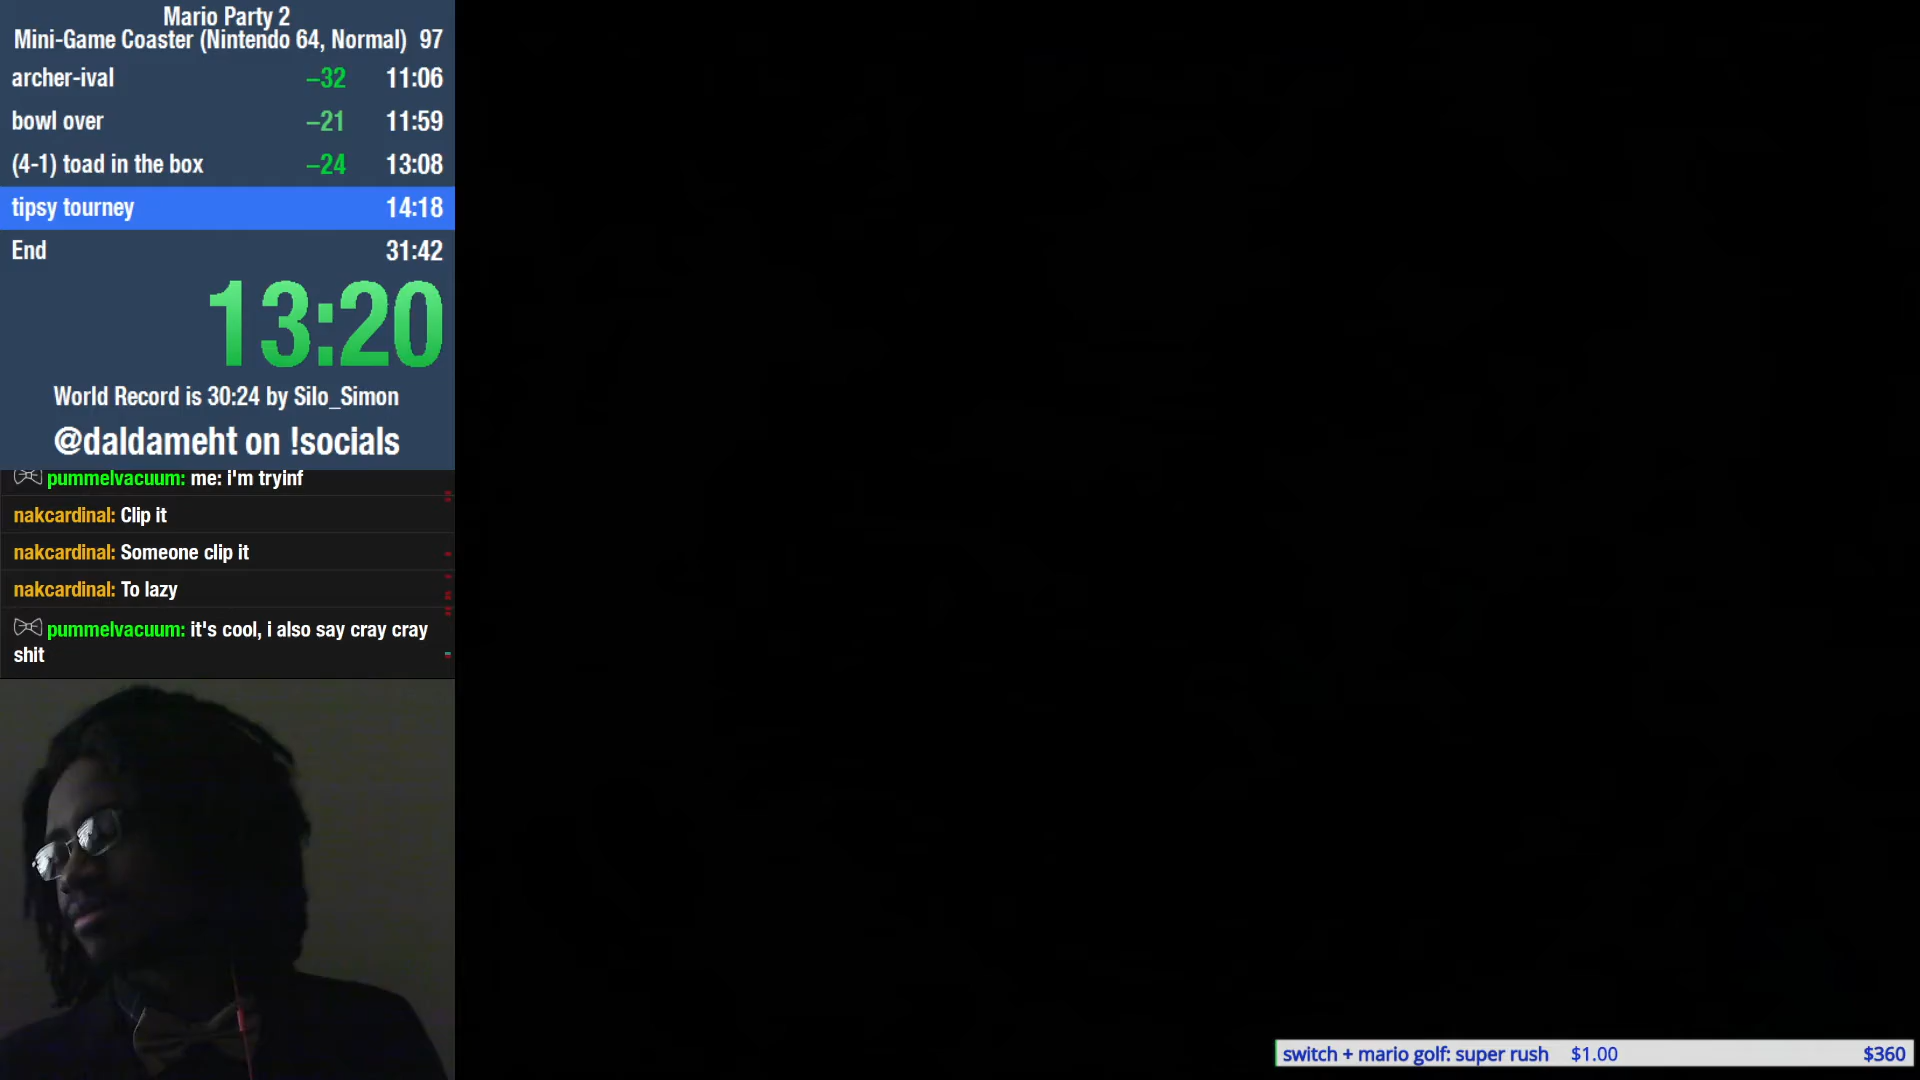 Mario Party 2
Mini-Game Coaster (Nintendo 64, Normal) 97
archer-ival –32 11:06
bowl over –21 11:59
(4-1) toad in the box –24 13:08
tipsy tourney 14:18
End 31:42
13:20
World Record is 30:24 by Silo_Simon
@daldameht on !socials
pummelvacuum: me: i'm tryinf
nakcardinal: Clip it
nakcardinal: Someone clip it
nakcardinal: To lazy
pummelvacuum: it's cool, i also say cray cray
shit
switch + mario golf: super rush $1.00 $360